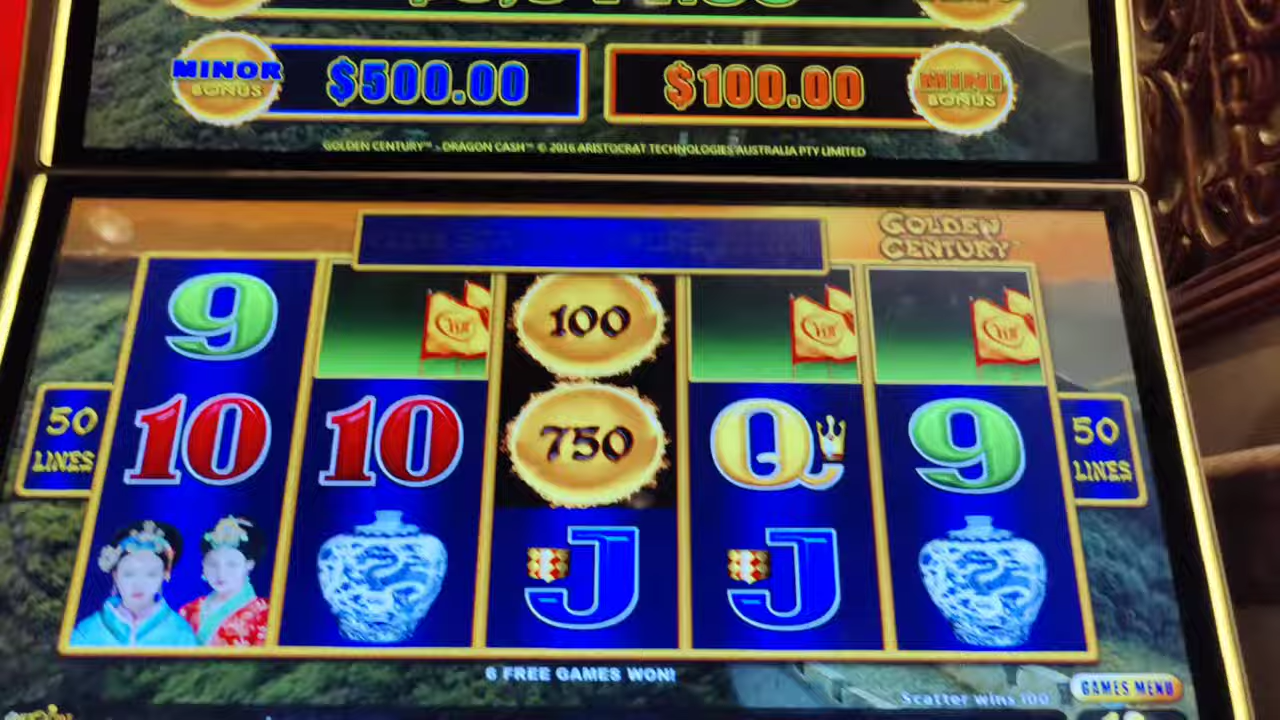 MINOR
BONUS
$500.00
$100.00
MINI
BONUS
GOLDEN CENTURY™ - DRAGON CASH™ © 2016 ARISTOCRAT TECHNOLOGIES AUSTRALIA PTY LIMITED
GOLDEN
CENTURY™
9
100
10
10
750
Q
9
50
LINES
50
LINES
J
J
6 FREE GAMES WON!
Scatter wins 100
GAMES MENU